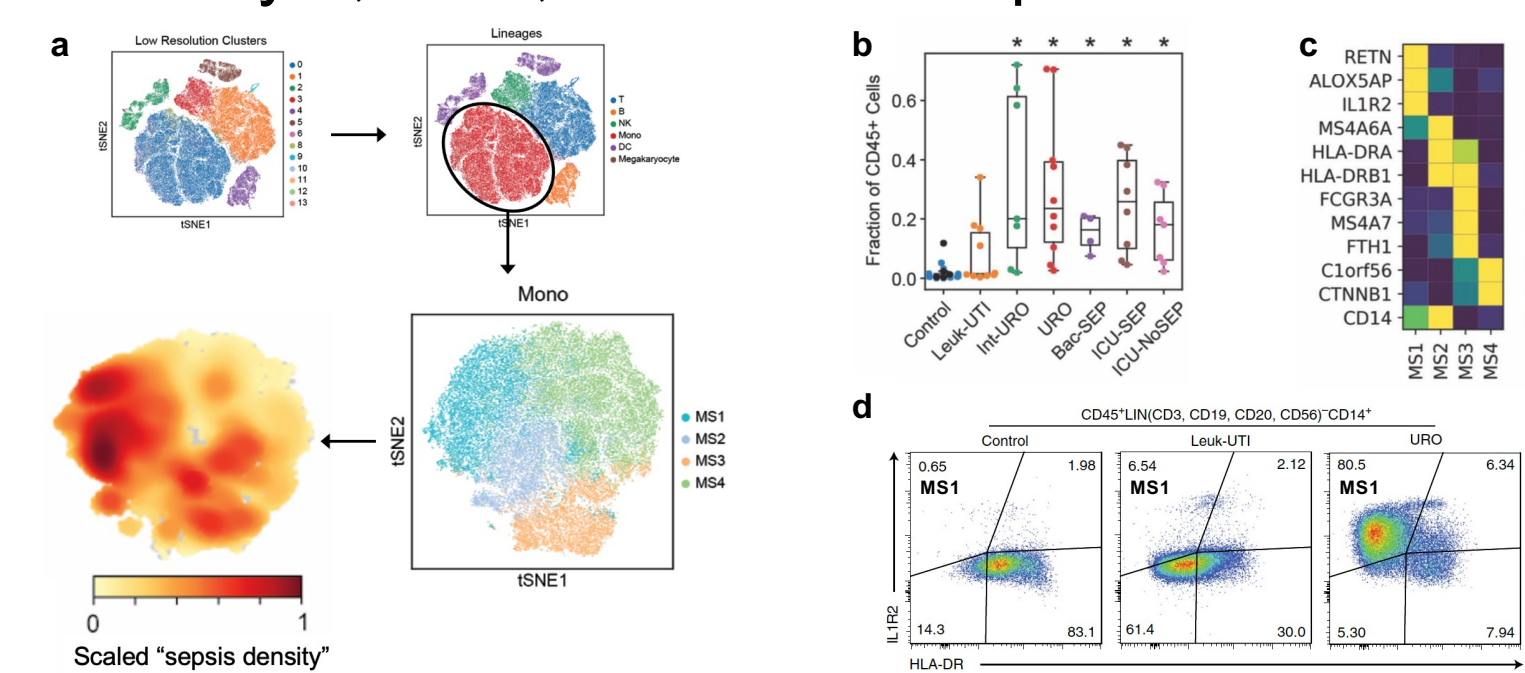 a
Low Resolution Clusters
tSNE2
tSNE1
0
1
2
3
4
5
6
8
9
10
11
12
13
Lineages
tSNE2
tSNE1
T
B
NK
Mono
DC
Megakaryocyte
Mono
tSNE2
tSNE1
MS1
MS2
MS3
MS4
0
1
Scaled “sepsis density”
b
* * * * *
Fraction of CD45+ Cells
0.6
0.4
0.2
0.0
Control
Leuk-UTI
Int-URO
URO
Bac-SEP
ICU-SEP
ICU-NoSEP
c
RETN
ALOX5AP
IL1R2
MS4A6A
HLA-DRA
HLA-DRB1
FCGR3A
MS4A7
FTH1
C1orf56
CTNNB1
CD14
MS1
MS2
MS3
MS4
d
CD45+LIN(CD3, CD19, CD20, CD56)–CD14+
Control
Leuk-UTI
URO
0.65 1.98
MS1
14.3 83.1
6.54 2.12
MS1
61.4 30.0
80.5 6.34
MS1
5.30 7.94
IL1R2
HLA-DR